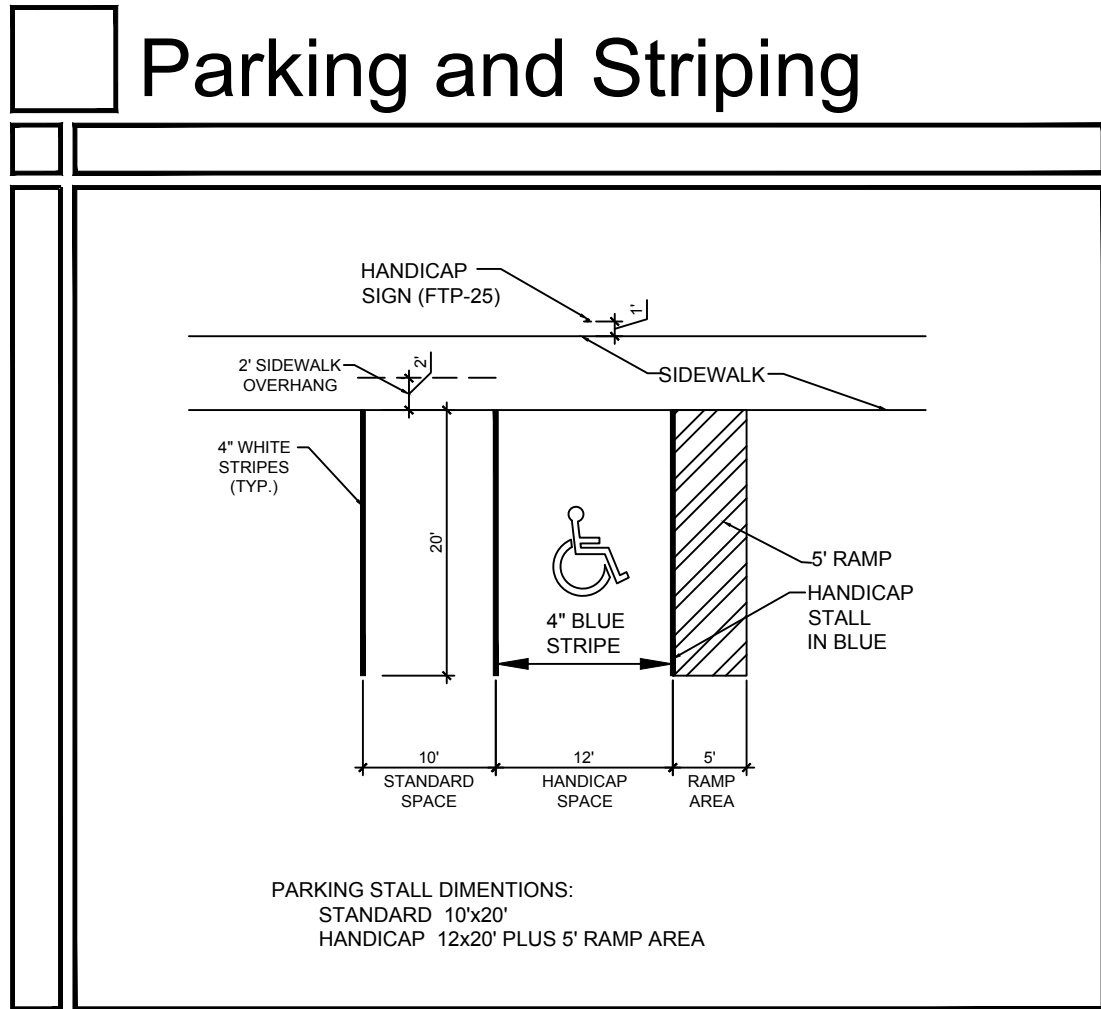 Parking and Striping
HANDICAP
SIGN (FTP-25)
1'
2' SIDEWALK
OVERHANG
2'
SIDEWALK
4" WHITE
STRIPES
(TYP.)
20'
5' RAMP
4" BLUE
STRIPE
HANDICAP
STALL
IN BLUE
10'
STANDARD
SPACE
12'
HANDICAP
SPACE
5'
RAMP
AREA
PARKING STALL DIMENTIONS:
STANDARD 10'x20'
HANDICAP 12x20' PLUS 5' RAMP AREA